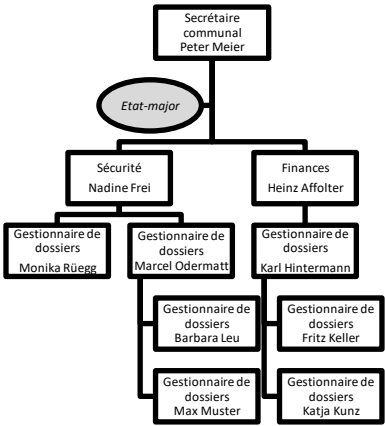 Secrétaire
communal
Peter Meier
Etat-major
Sécurité
Nadine Frei
Finances
Heinz Affolter
Gestionnaire de
dossiers
Monika Rüegg
Gestionnaire de
dossiers
Marcel Odermatt
Gestionnaire de
dossiers
Karl Hintermann
Gestionnaire de
dossiers
Barbara Leu
Gestionnaire de
dossiers
Fritz Keller
Gestionnaire de
dossiers
Max Muster
Gestionnaire de
dossiers
Katja Kunz